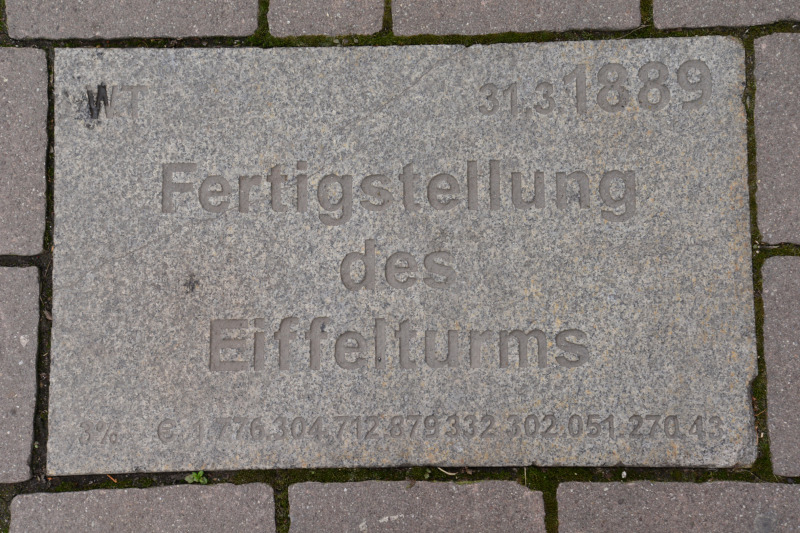 WT 31.3.1889
Fertigstellung
des
Eiffelturms
3% € 1.776.304.712.879.332.302.051.270,43